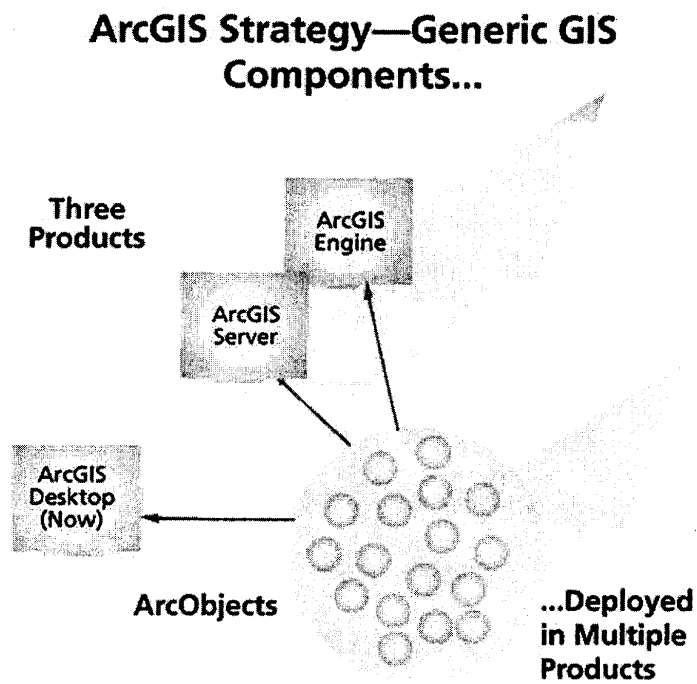 ArcGIS Strategy—Generic GIS
Components...
Three
Products
ArcGIS
Engine
ArcGIS
Server
ArcGIS
Desktop
(Now)
ArcObjects
...Deployed
in Multiple
Products